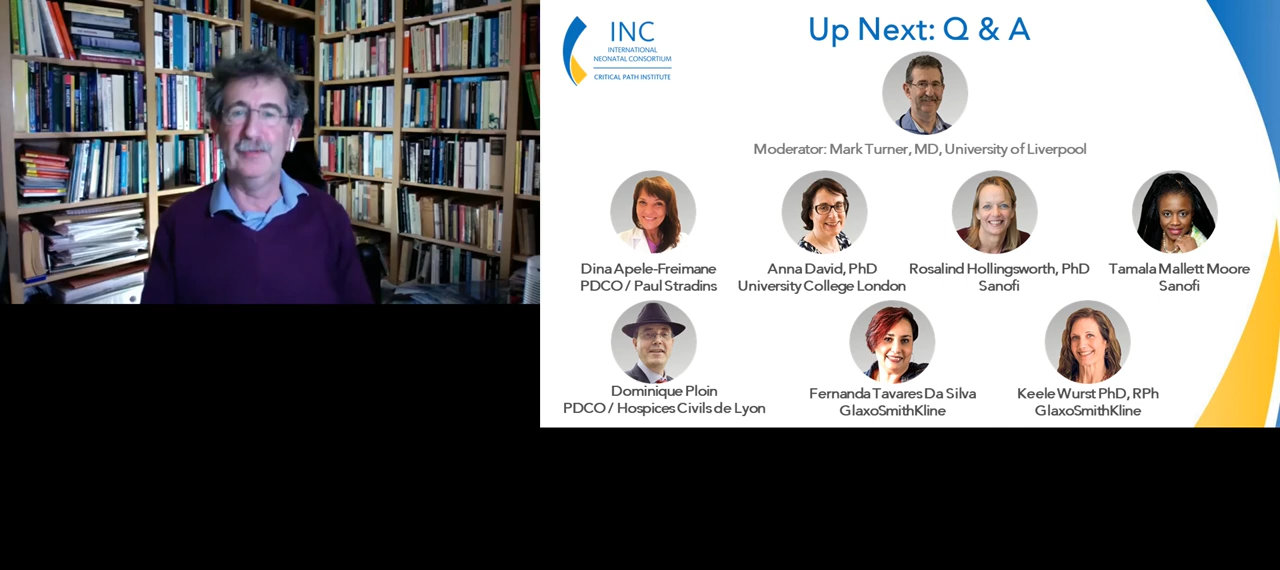 INC
INTERNATIONAL
NEONATAL CONSORTIUM
CRITICAL PATH INSTITUTE
Up Next: Q & A
Moderator: Mark Turner, MD, University of Liverpool
Dina Apele-Freimane
PDCO / Paul Stradins
Anna David, PhD
University College London
Rosalind Hollingsworth, PhD
Sanofi
Tamala Mallett Moore
Sanofi
Dominique Ploin
PDCO / Hospices Civils de Lyon
Fernanda Tavares Da Silva
GlaxoSmithKline
Keele Wurst PhD, RPh
GlaxoSmithKline